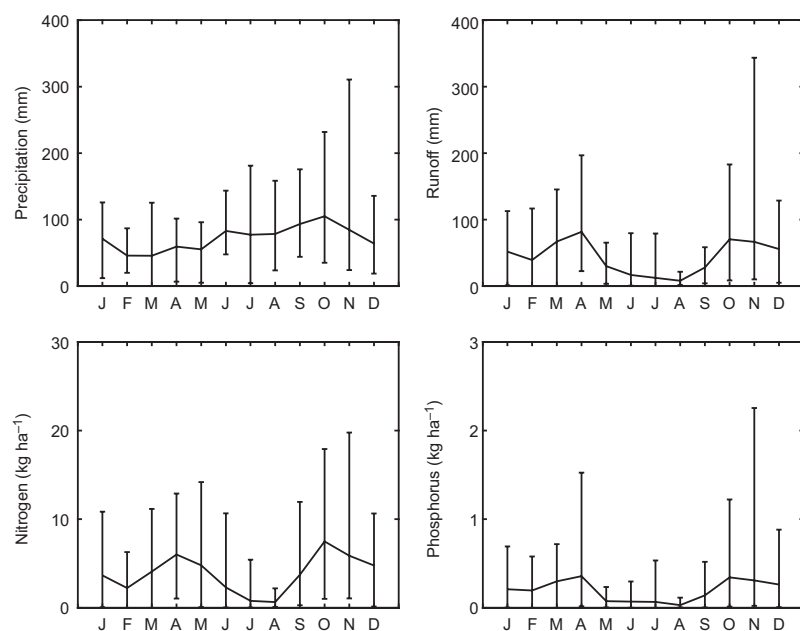 400
300
200
100
0
Precipitation (mm)
J F M A M J J A S O N D
400
300
200
100
0
Runoff (mm)
J F M A M J J A S O N D
30
20
10
0
Nitrogen (kg ha⁻¹)
J F M A M J J A S O N D
3
2
1
0
Phosphorus (kg ha⁻¹)
J F M A M J J A S O N D